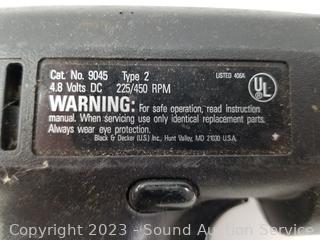 Cat. No. 9045 Type 2 LISTED 406A
4.8 Volts DC 225/450 RPM UL
WARNING: For safe operation, read instruction
manual. When servicing use only identical replacement parts.
Always wear eye protection.
Black & Decker (U.S.) Inc., Hunt Valley, MD 21030 U.S.A.
Copyright 2023 - Sound Auction Service